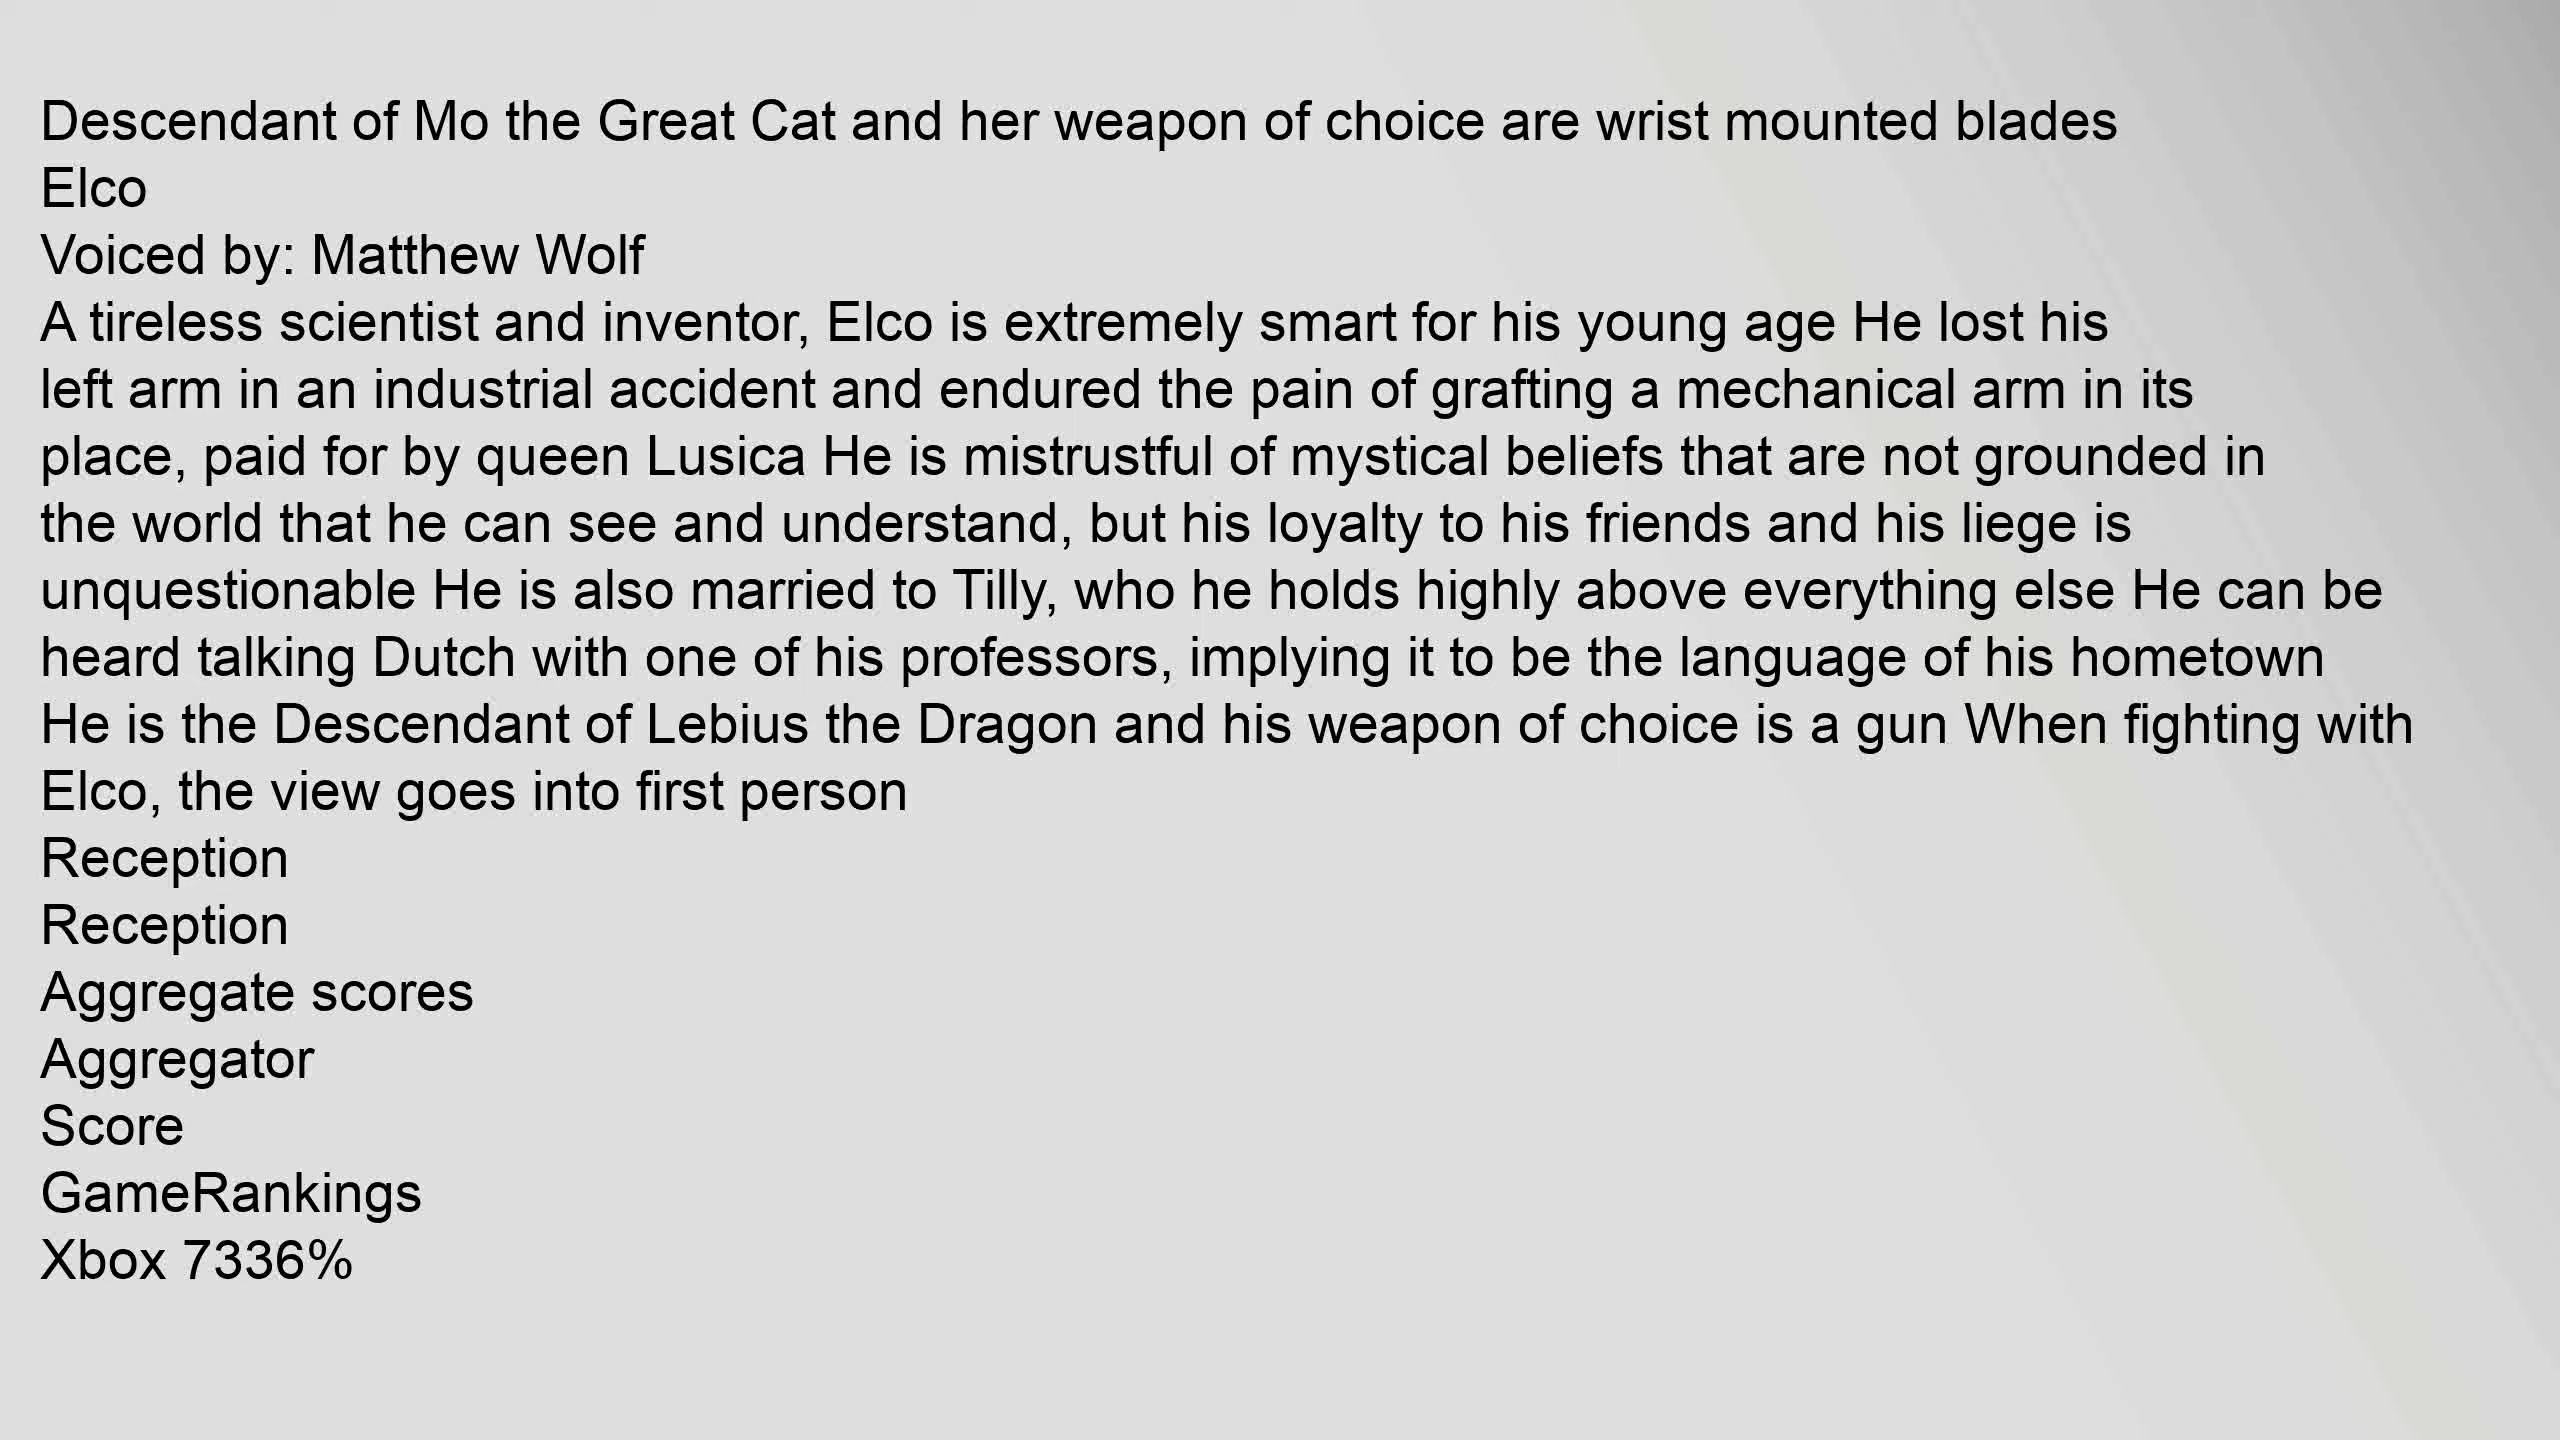 Descendant of Mo the Great Cat and her weapon of choice are wrist mounted blades
Elco
Voiced by: Matthew Wolf
A tireless scientist and inventor, Elco is extremely smart for his young age He lost his
left arm in an industrial accident and endured the pain of grafting a mechanical arm in its
place, paid for by queen Lusica He is mistrustful of mystical beliefs that are not grounded in
the world that he can see and understand, but his loyalty to his friends and his liege is
unquestionable He is also married to Tilly, who he holds highly above everything else He can be
heard talking Dutch with one of his professors, implying it to be the language of his hometown
He is the Descendant of Lebius the Dragon and his weapon of choice is a gun When fighting with
Elco, the view goes into first person
Reception
Reception
Aggregate scores
Aggregator
Score
GameRankings
Xbox 7336%